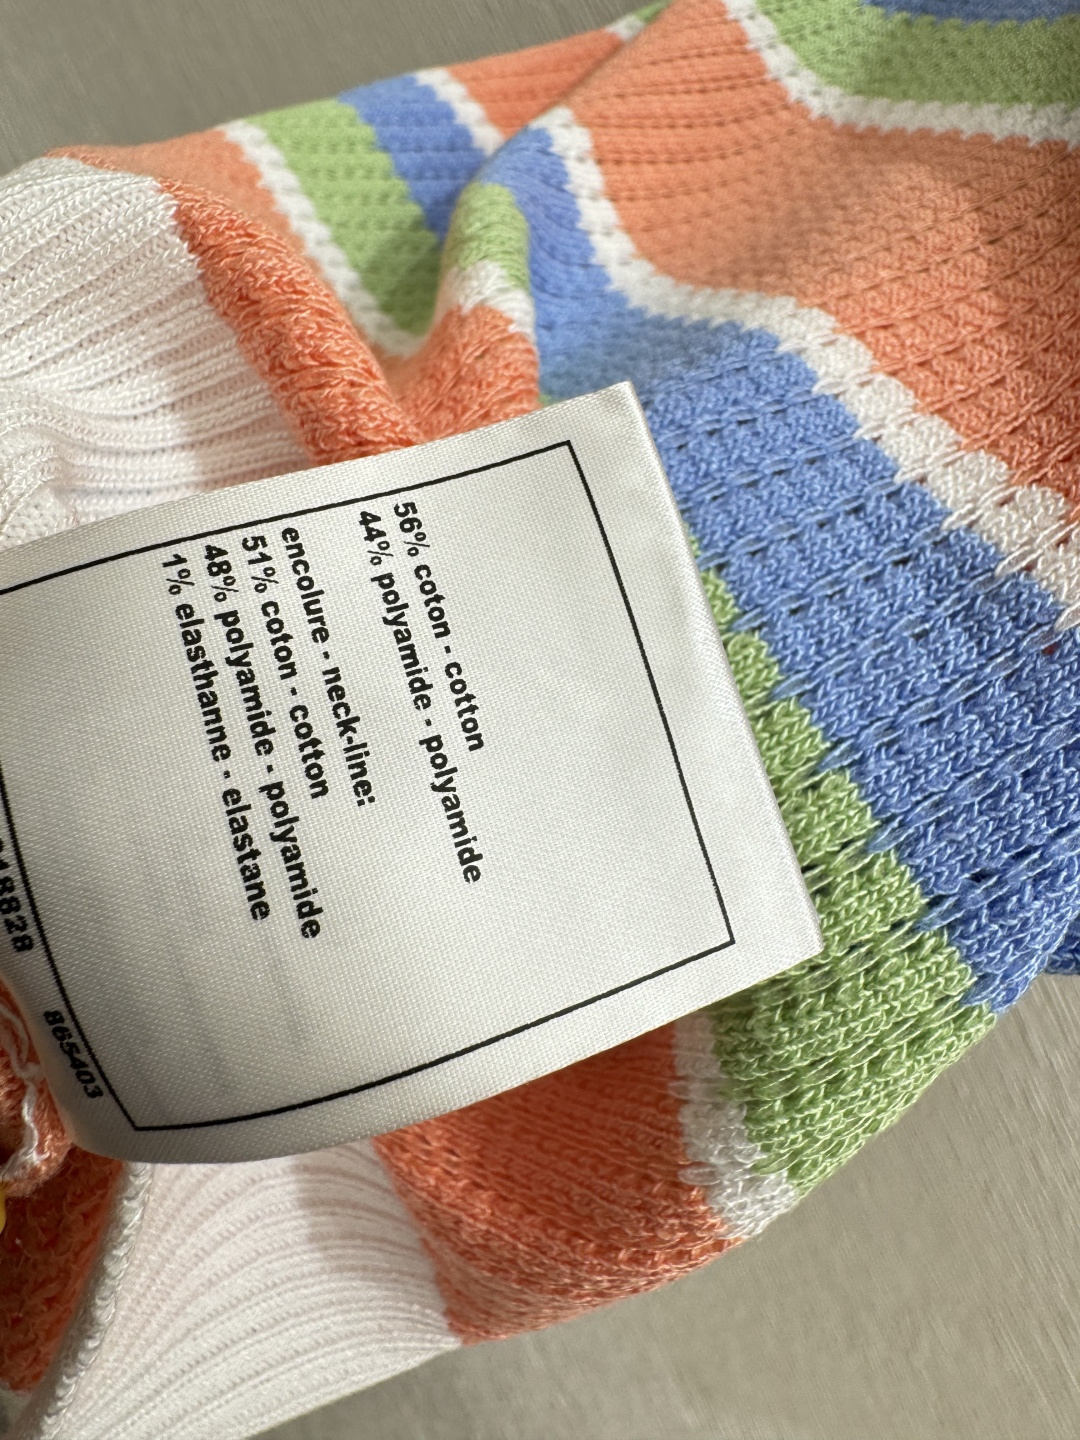 56% coton - cotton
44% polyamide - polyamide
encolure - neck-line:
51% coton - cotton
48% polyamide - polyamide
1% elasthanne - elastane
18828
865403